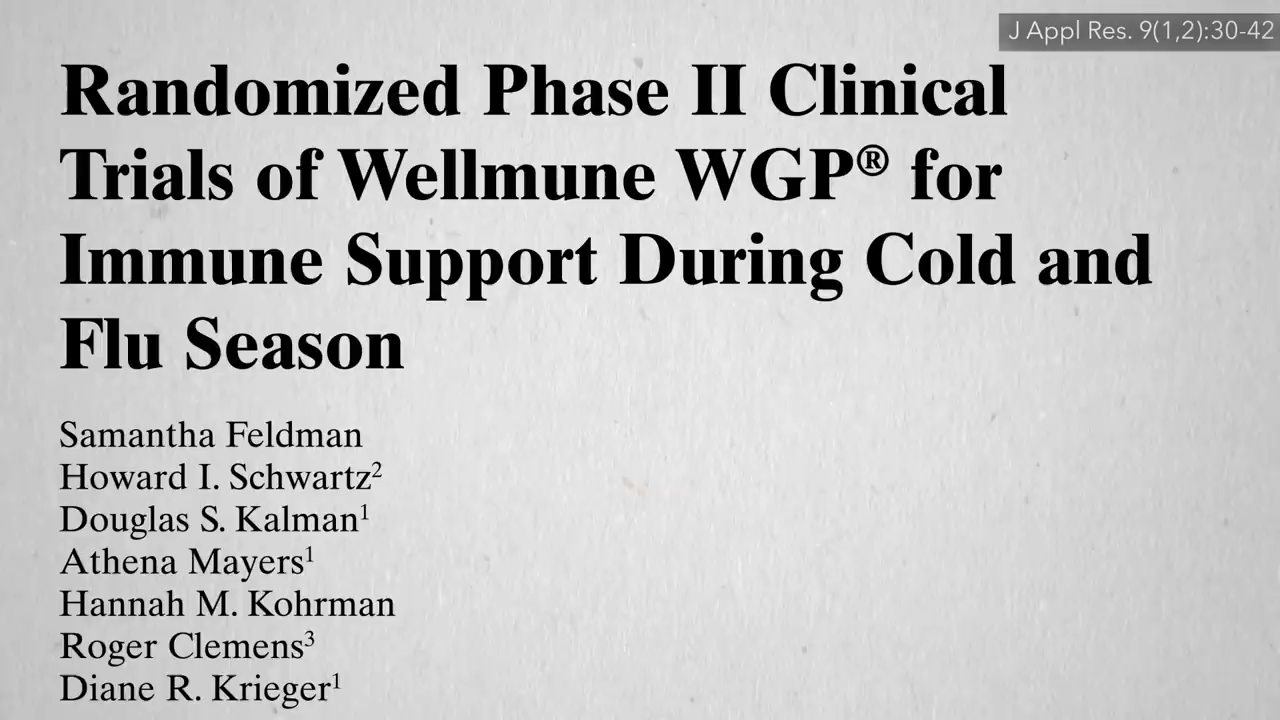 J Appl Res. 9(1,2):30-42
Randomized Phase II Clinical
Trials of Wellmune WGP® for
Immune Support During Cold and
Flu Season
Samantha Feldman
Howard I. Schwartz²
Douglas S. Kalman¹
Athena Mayers¹
Hannah M. Kohrman
Roger Clemens³
Diane R. Krieger¹